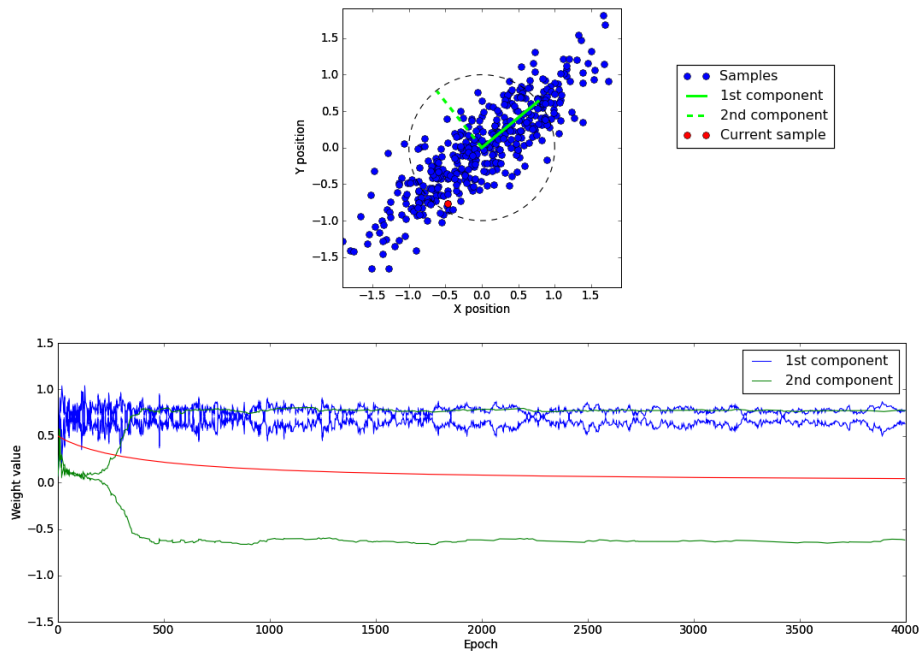 Y position
1.5
1.0
0.5
0.0
−0.5
−1.0
−1.5
−1.5 −1.0 −0.5 0.0 0.5 1.0 1.5
X position
Samples
1st component
2nd component
Current sample
Weight value
1.5
1.0
0.5
0.0
−0.5
−1.0
−1.5
0 500 1000 1500 2000 2500 3000 3500 4000
Epoch
1st component
2nd component